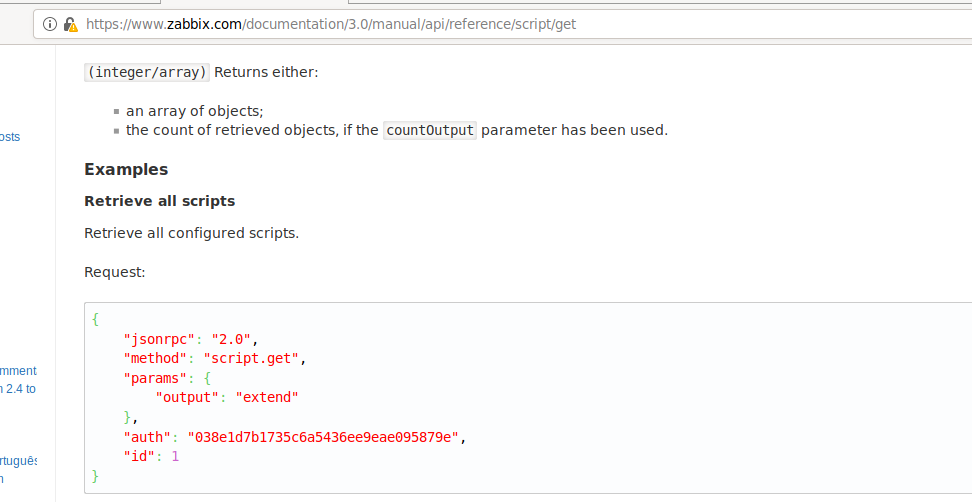 https://www.zabbix.com/documentation/3.0/manual/api/reference/script/get
(integer/array) Returns either:
an array of objects;
osts
the count of retrieved objects, if the countOutput parameter has been used.
Examples
Retrieve all scripts
Retrieve all configured scripts.
Request:
{
"jsonrpc": "2.0",
"method": "script.get",
mment
"params": {
2.4 to
"output": "extend"
},
"auth": "038e1d7b1735c6a5436ee9eae095879e",
"id": 1
rtuguês
}